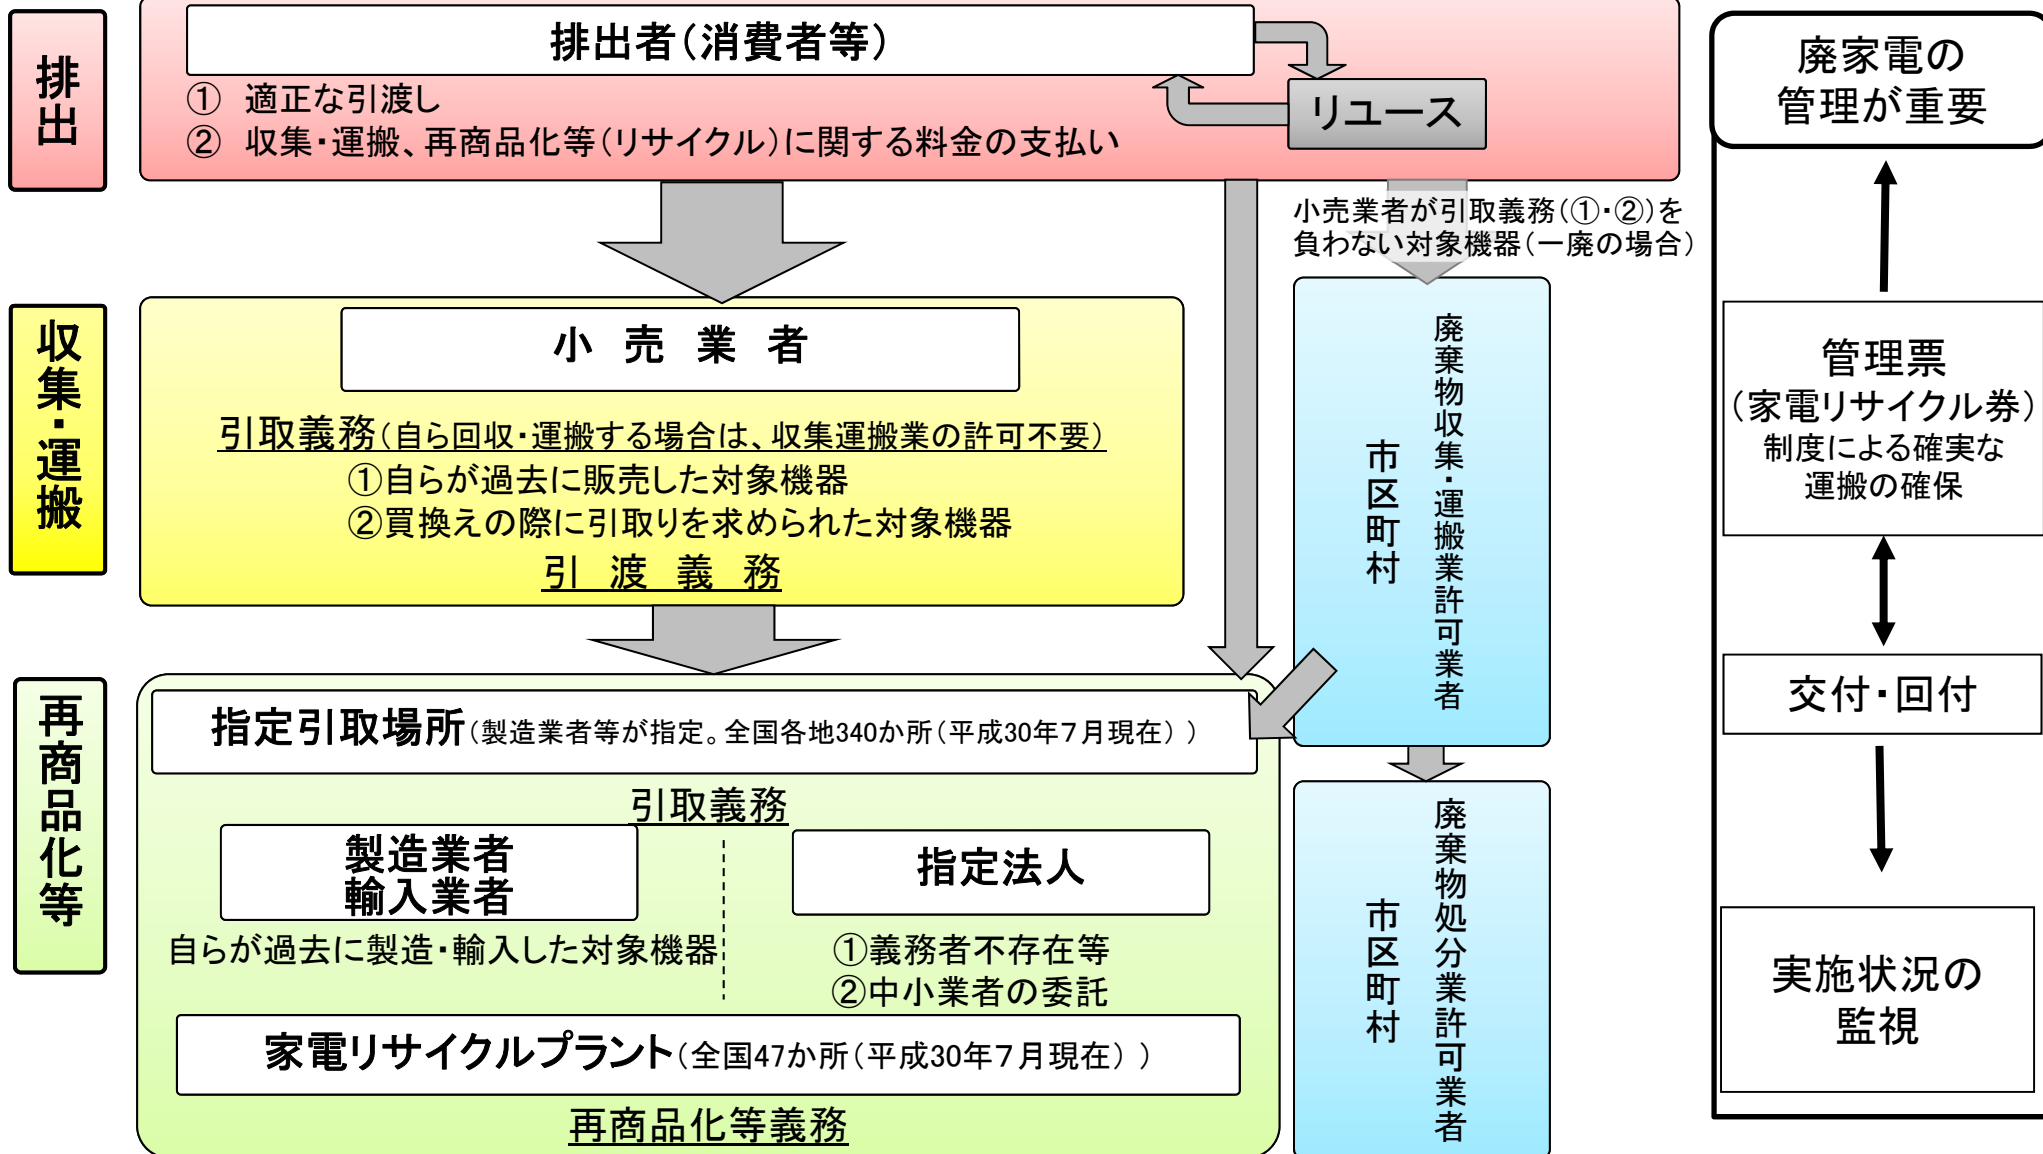 排出
排出者（消費者等）
① 適正な引渡し
② 収集・運搬、再商品化等（リサイクル）に関する料金の支払い
リユース
小売業者が引取義務（①・②）を
負わない対象機器（一廃の場合）
収集・運搬
小売業者
引取義務（自ら回収・運搬する場合は、収集運搬業の許可不要）
①自らが過去に販売した対象機器
②買換えの際に引取りを求められた対象機器
引渡義務
廃棄物収集・運搬業許可業者
市区町村
再商品化等
指定引取場所（製造業者等が指定。全国各地340か所（平成30年７月現在））
引取義務
製造業者
輸入業者
自らが過去に製造・輸入した対象機器
指定法人
①義務者不存在等
②中小業者の委託
家電リサイクルプラント（全国47か所（平成30年７月現在））
再商品化等義務
廃棄物処分業許可業者
市区町村
廃家電の
管理が重要
管理票
（家電リサイクル券）
制度による確実な
運搬の確保
交付・回付
実施状況の
監視